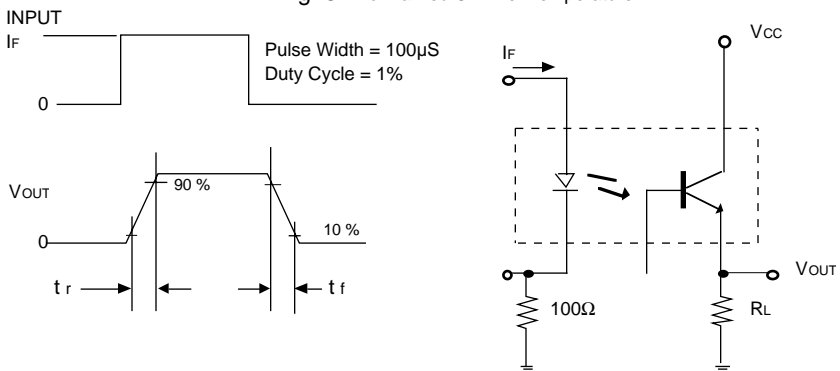 INPUT
IF
Pulse Width = 100µS
Duty Cycle = 1%
0
VOUT
90 %
10 %
0
t r
t f
IF
VCC
VOUT
100Ω
RL